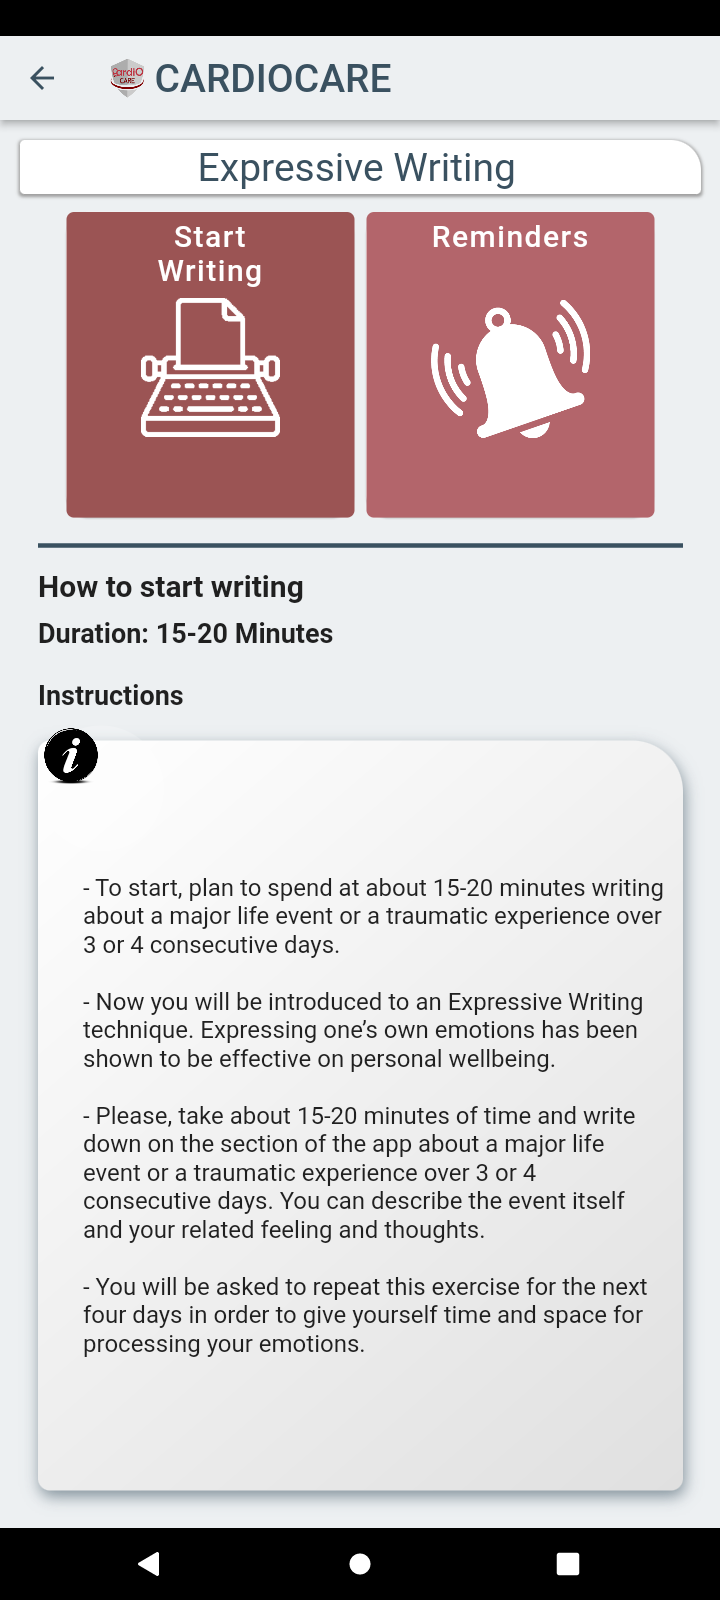 cardiO
CARE
CARDIOCARE
Expressive Writing
Start
Writing
Reminders
How to start writing
Duration: 15-20 Minutes
Instructions
i
- To start, plan to spend at about 15-20 minutes writing
about a major life event or a traumatic experience over
3 or 4 consecutive days.
- Now you will be introduced to an Expressive Writing
technique. Expressing one’s own emotions has been
shown to be effective on personal wellbeing.
- Please, take about 15-20 minutes of time and write
down on the section of the app about a major life
event or a traumatic experience over 3 or 4
consecutive days. You can describe the event itself
and your related feeling and thoughts.
- You will be asked to repeat this exercise for the next
four days in order to give yourself time and space for
processing your emotions.